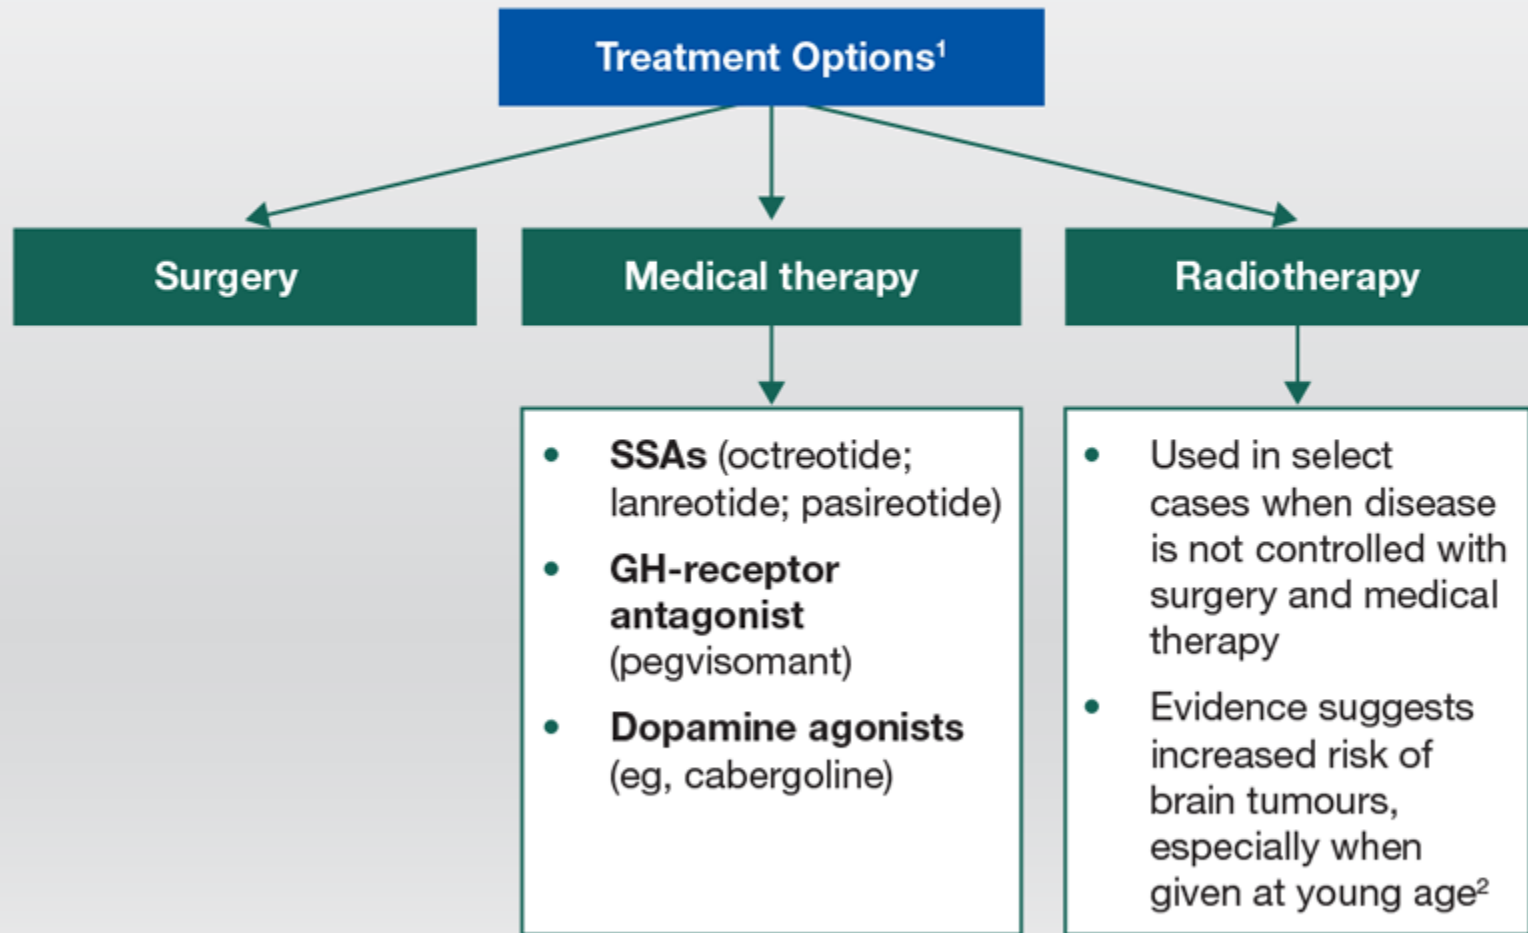 Treatment Options¹
Surgery
Medical therapy
Radiotherapy
• SSAs (octreotide;
lanreotide; pasireotide)
• GH-receptor
antagonist
(pegvisomant)
• Dopamine agonists
(eg, cabergoline)
• Used in select
cases when disease
is not controlled with
surgery and medical
therapy
• Evidence suggests
increased risk of
brain tumours,
especially when
given at young age²